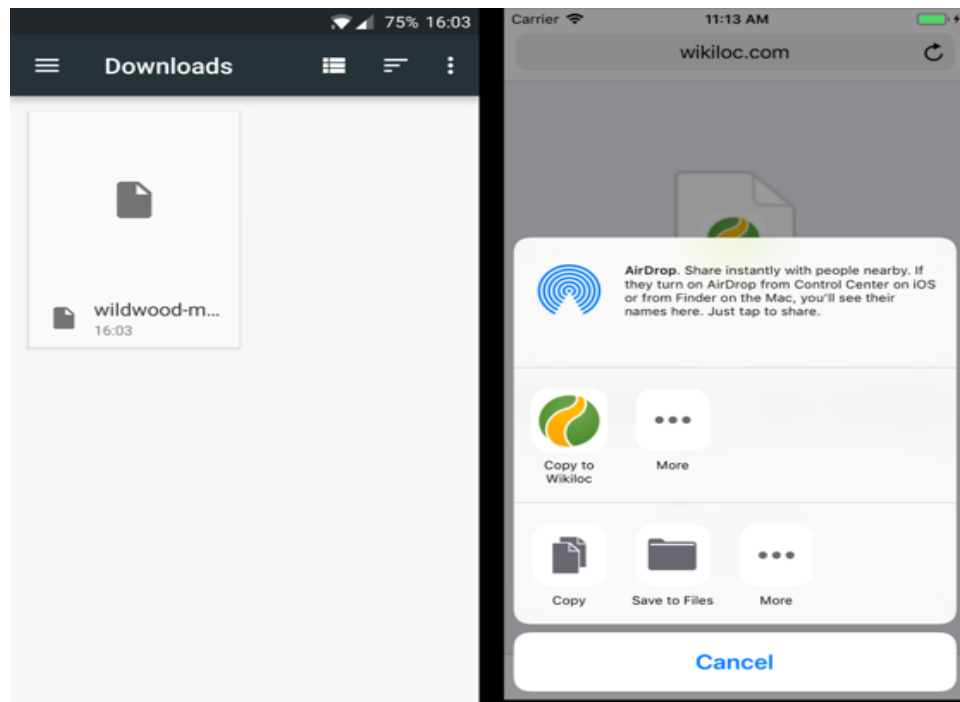 75% 16:03
Downloads
wildwood-m...
16:03
Carrier 11:13 AM
wikiloc.com
AirDrop. Share instantly with people nearby. If
they turn on AirDrop from Control Center on iOS
or from Finder on the Mac, you'll see their
names here. Just tap to share.
Copy to
Wikiloc
More
Copy
Save to Files
More
Cancel